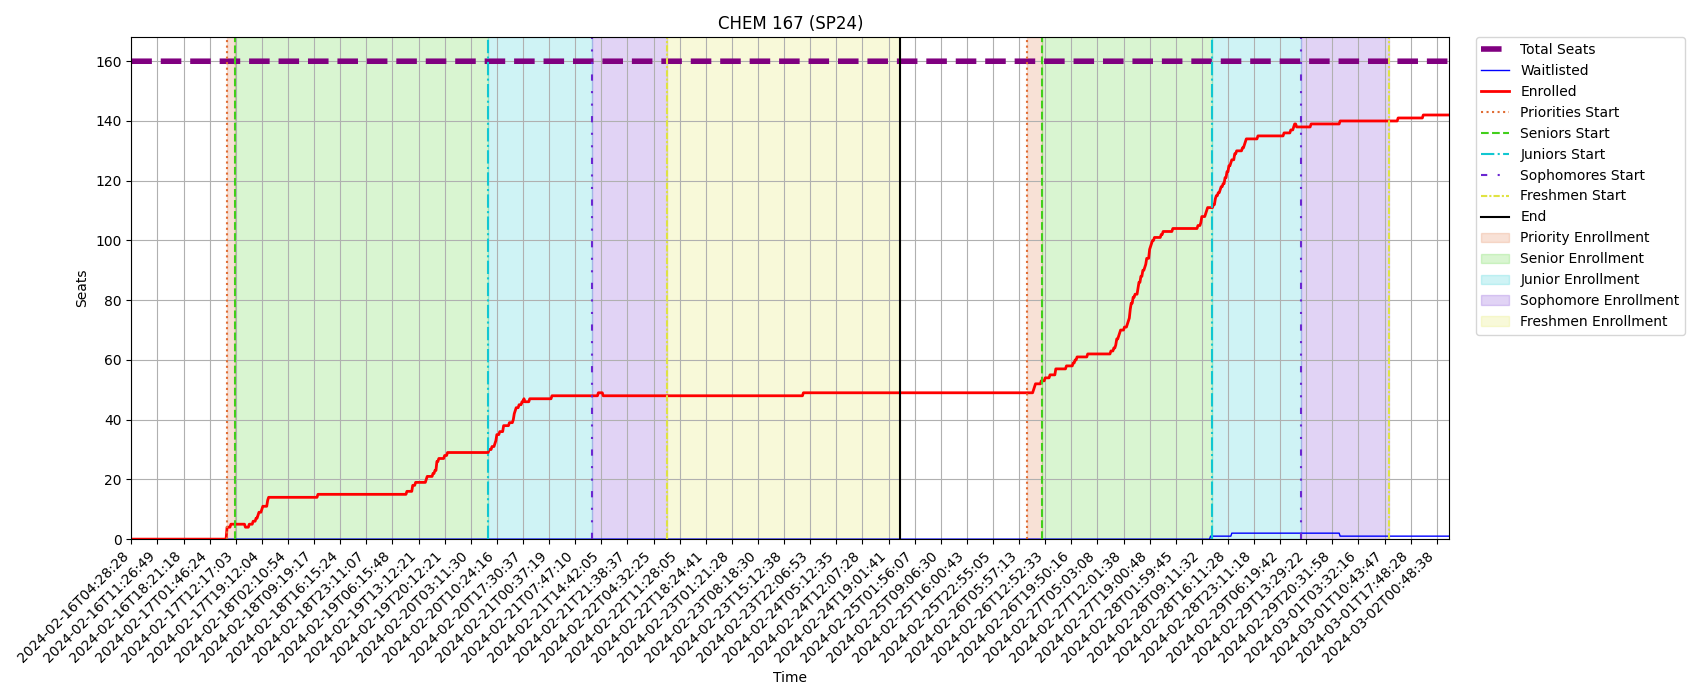 CHEM 167 (SP24)
Seats
160
140
120
100
80
60
40
20
0
2024-02-16T04:28:28
2024-02-16T11:26:49
2024-02-16T18:21:18
2024-02-17T01:46:24
2024-02-17T12:17:03
2024-02-17T19:12:04
2024-02-18T02:10:54
2024-02-18T09:19:17
2024-02-18T16:15:24
2024-02-18T23:11:07
2024-02-19T06:15:48
2024-02-19T13:12:21
2024-02-19T20:12:21
2024-02-20T03:11:30
2024-02-20T10:24:16
2024-02-20T17:30:37
2024-02-21T00:37:19
2024-02-21T07:47:10
2024-02-21T14:42:05
2024-02-21T21:38:37
2024-02-22T04:32:23
2024-02-22T11:28:05
2024-02-22T18:24:41
2024-02-23T01:21:28
2024-02-23T08:18:30
2024-02-23T15:12:38
2024-02-23T22:06:53
2024-02-24T05:12:35
2024-02-24T12:07:28
2024-02-24T19:01:41
2024-02-25T01:56:07
2024-02-25T09:06:30
2024-02-25T16:00:43
2024-02-25T22:55:05
2024-02-26T05:57:13
2024-02-26T12:52:33
2024-02-26T19:50:16
2024-02-27T05:03:08
2024-02-27T12:01:38
2024-02-27T19:00:48
2024-02-28T01:59:45
2024-02-28T09:11:32
2024-02-28T16:11:28
2024-02-28T23:11:18
2024-02-29T06:19:42
2024-02-29T13:29:22
2024-02-29T20:31:58
2024-03-01T03:32:16
2024-03-01T10:43:47
2024-03-01T17:48:28
2024-03-02T00:48:38
Time
Total Seats
Waitlisted
Enrolled
Priorities Start
Seniors Start
Juniors Start
Sophomores Start
Freshmen Start
End
Priority Enrollment
Senior Enrollment
Junior Enrollment
Sophomore Enrollment
Freshmen Enrollment